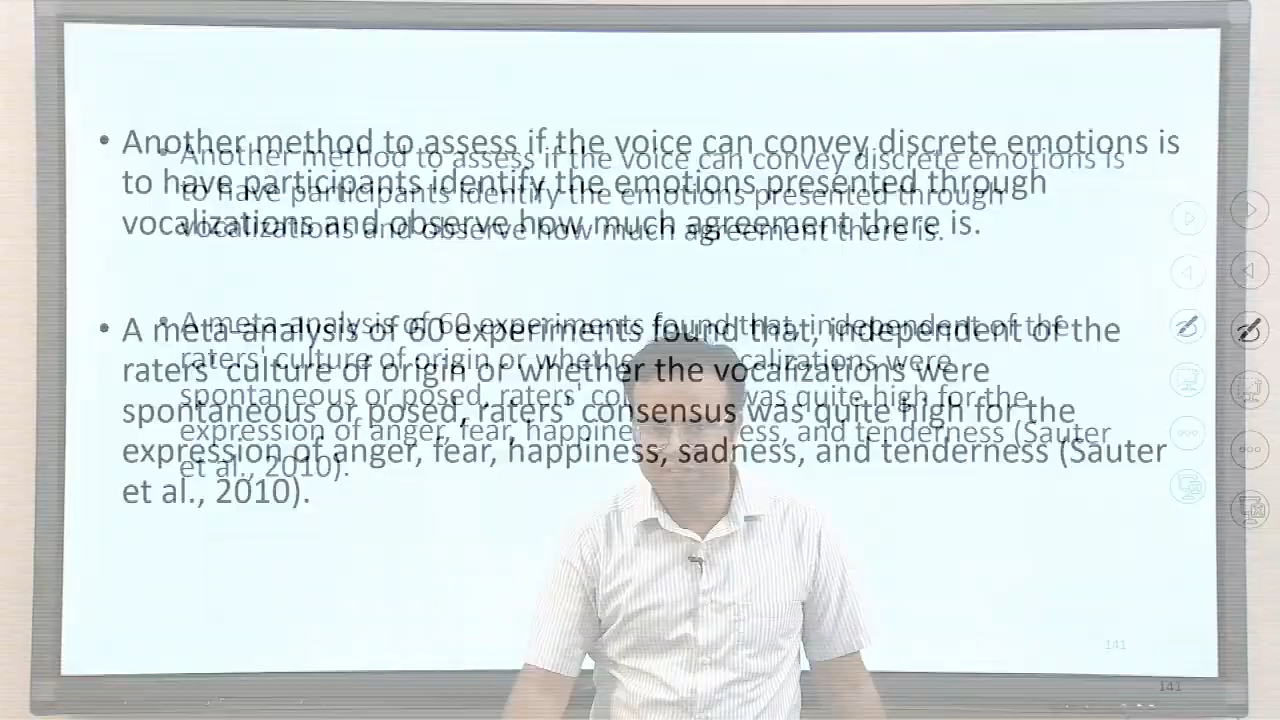 • Another method to assess if the voice can convey discrete emotions is
to have participants identify the emotions presented through
vocalizations and observe how much agreement there is.
• A meta-analysis of 60 experiments found that, independent of the
raters' culture of origin or whether the vocalizations were
spontaneous or posed, raters' consensus was quite high for the
expression of anger, fear, happiness, sadness, and tenderness (Sauter
et al., 2010).
141
141